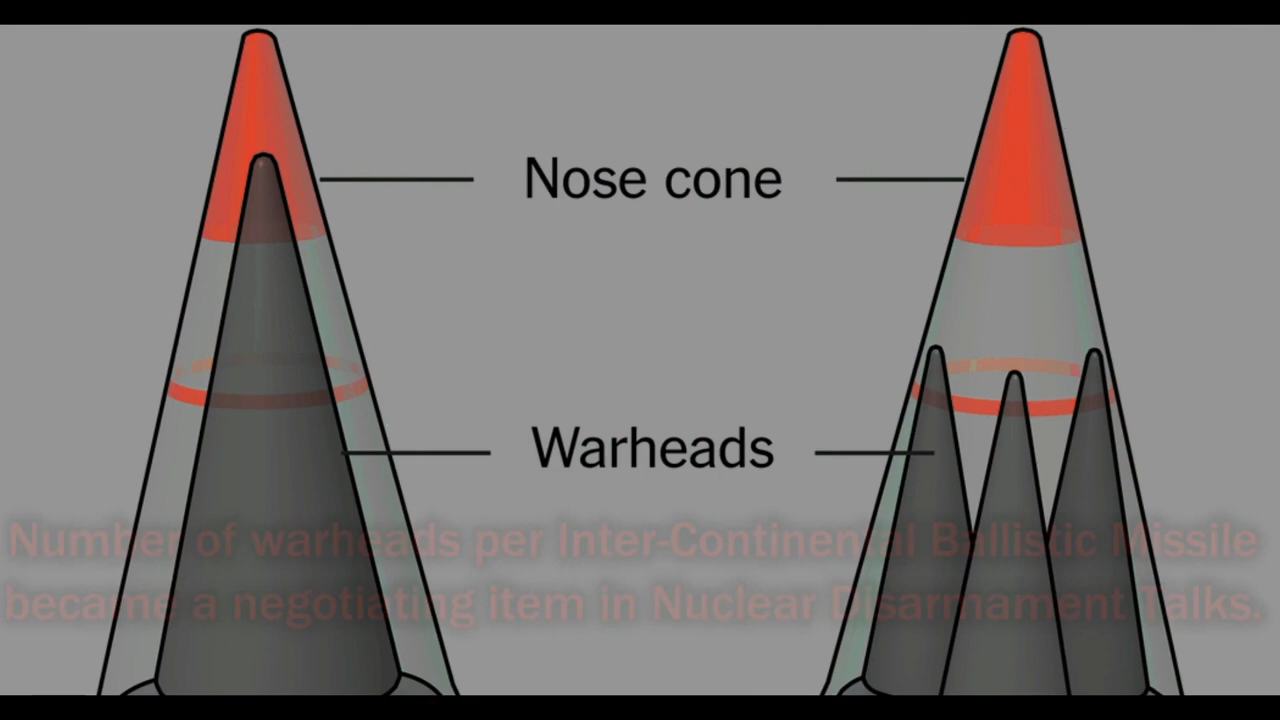 Nose cone
Warheads
Number of warheads per Inter-Continental Ballistic Missile
became a negotiating item in Nuclear Disarmament Talks.